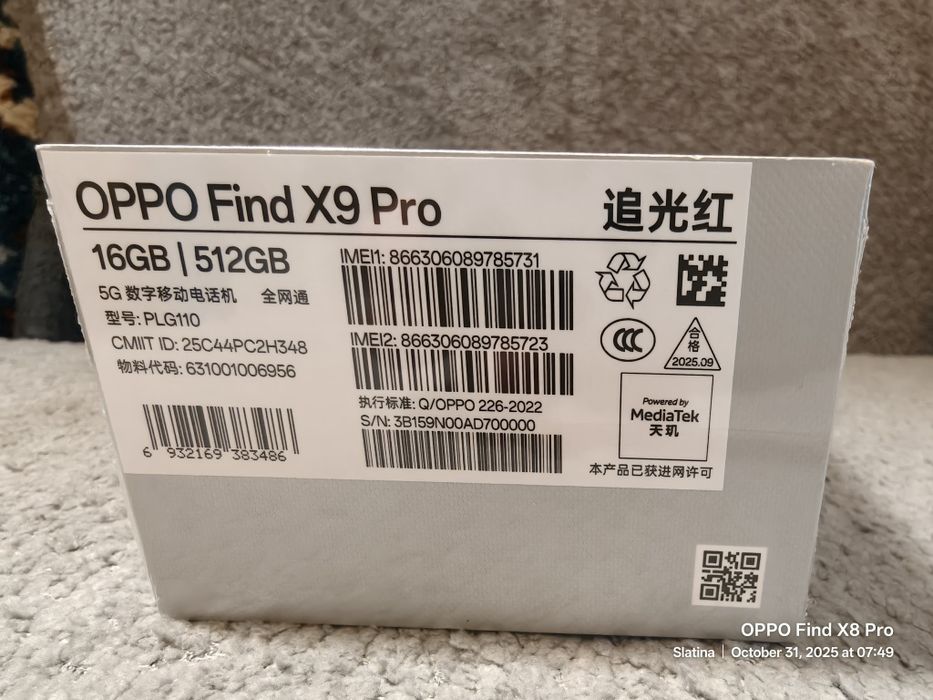 OPPO Find X9 Pro
追光红
16GB | 512GB
5G 数字移动电话机 全网通
型号: PLG110
CMIIT ID: 25C44PC2H348
物料代码: 631001006956
6 932169 383486
IMEI1: 866306089785731
IMEI2: 866306089785723
执行标准: Q/OPPO 226-2022
S/N: 3B159N00AD700000
CCC
合格
2025.09
Powered by
MediaTek
天玑
本产品已获进网许可
OPPO Find X8 Pro
Slatina | October 31, 2025 at 07:49